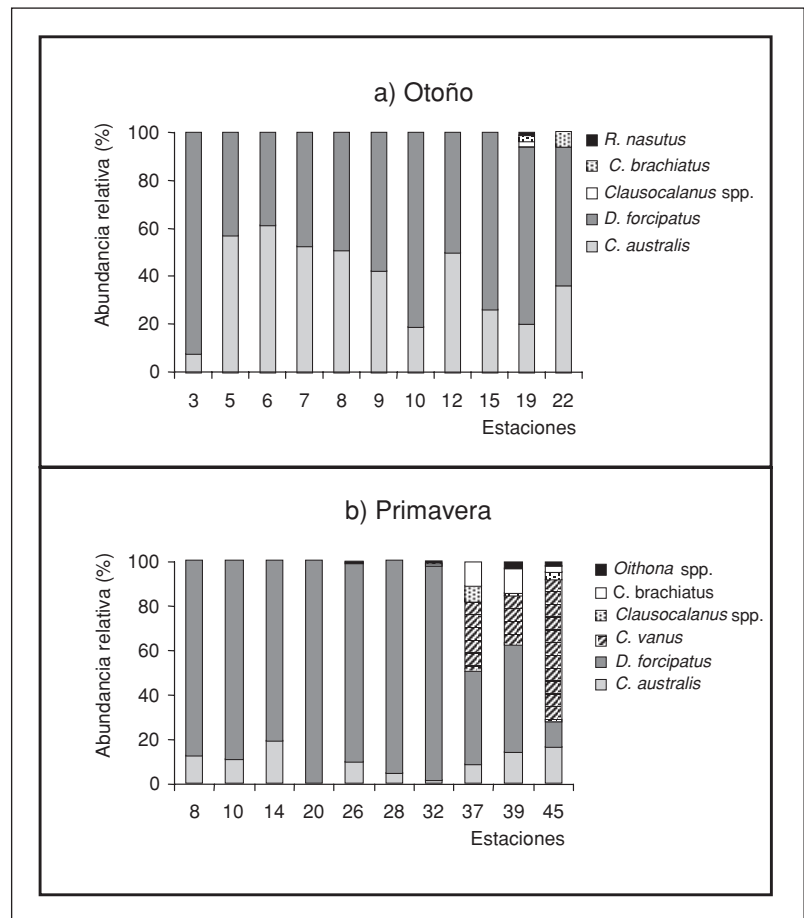 a) Otoño
Abundancia relativa (%)
100
80
60
40
20
0
3 5 6 7 8 9 10 12 15 19 22
Estaciones
R. nasutus
C. brachiatus
Clausocalanus spp.
D. forcipatus
C. australis
b) Primavera
Abundancia relativa (%)
100
80
60
40
20
0
8 10 14 20 26 28 32 37 39 45
Estaciones
Oithona spp.
C. brachiatus
Clausocalanus spp.
C. vanus
D. forcipatus
C. australis